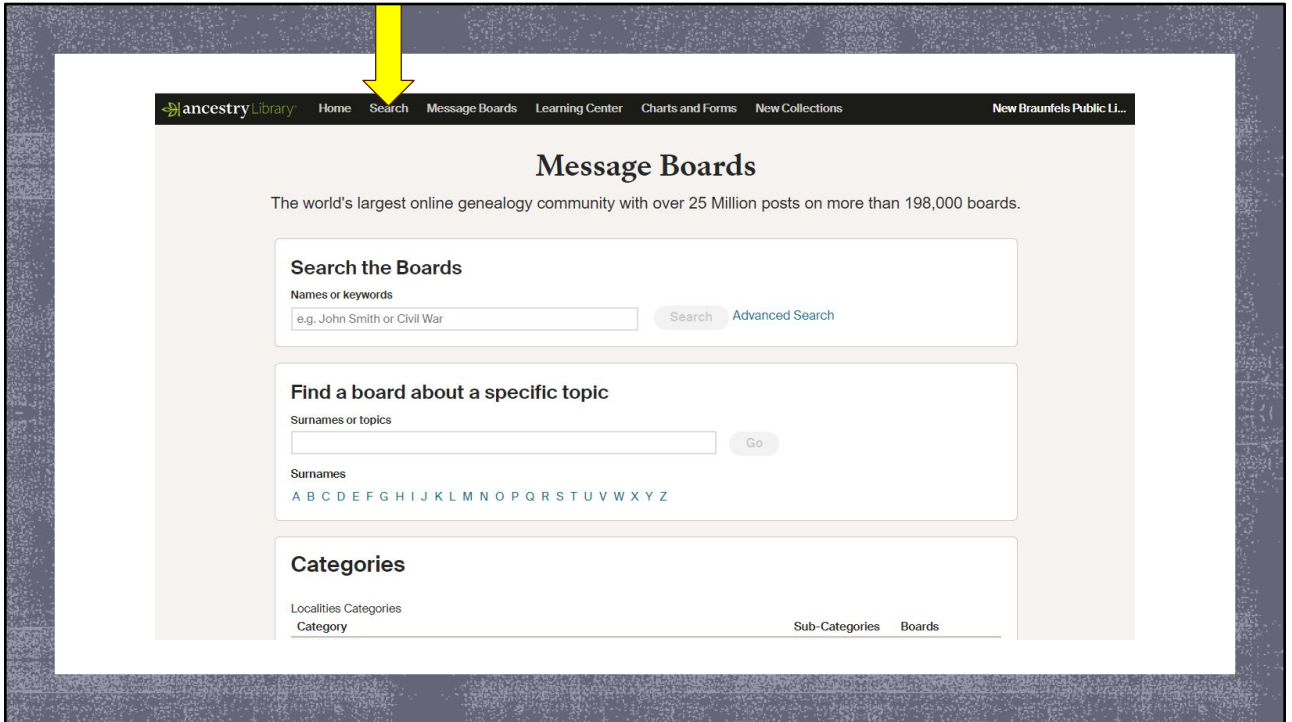 ancestryLibrary Home Search Message Boards Learning Center Charts and Forms New Collections New Braunfels Public Li...
Message Boards
The world's largest online genealogy community with over 25 Million posts on more than 198,000 boards.
Search the Boards
Names or keywords
e.g. John Smith or Civil War Search Advanced Search
Find a board about a specific topic
Surnames or topics
Go
Surnames
A B C D E F G H I J K L M N O P Q R S T U V W X Y Z
Categories
Localities Categories
Category Sub-Categories Boards